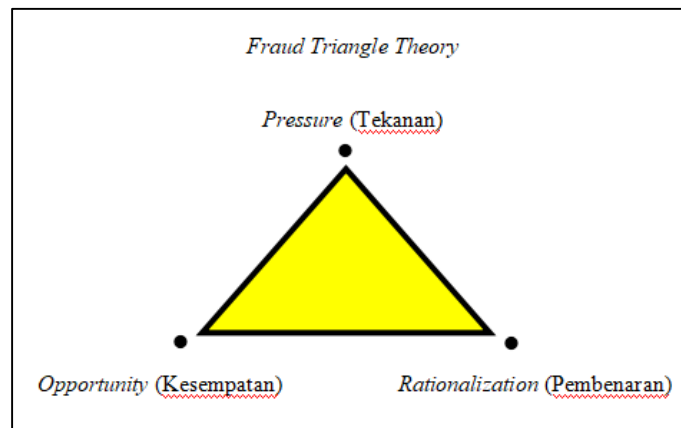 Fraud Triangle Theory
Pressure (Tekanan)
Opportunity (Kesempatan)
Rationalization (Pembenaran)